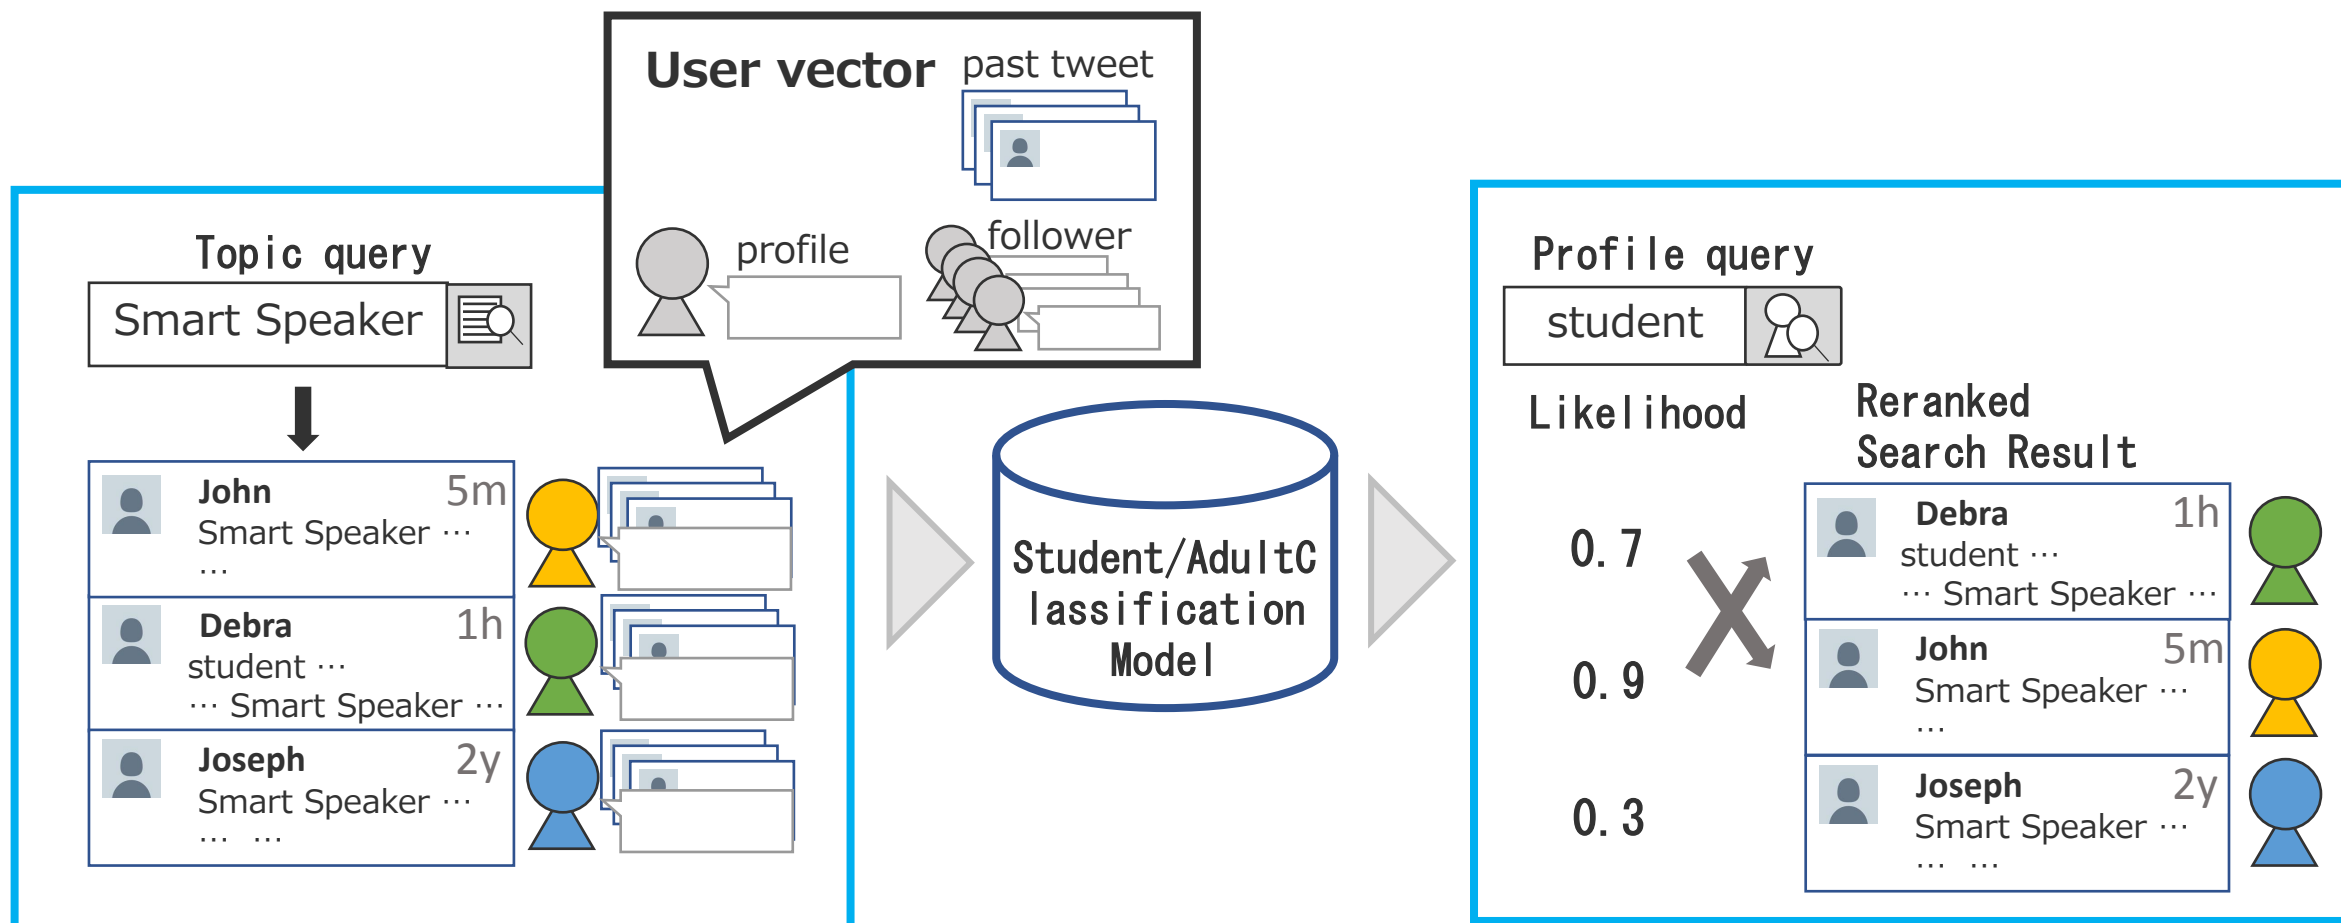 User vector
past tweet
profile
follower
Topic query
Smart Speaker
John 5m
Smart Speaker …
…
Debra 1h
student …
… Smart Speaker …
Joseph 2y
Smart Speaker …
… …
Student/AdultC
lassification
Model
Profile query
student
Likelihood
Reranked
Search Result
0.7
0.9
0.3
Debra 1h
student …
… Smart Speaker …
John 5m
Smart Speaker …
…
Joseph 2y
Smart Speaker …
… …